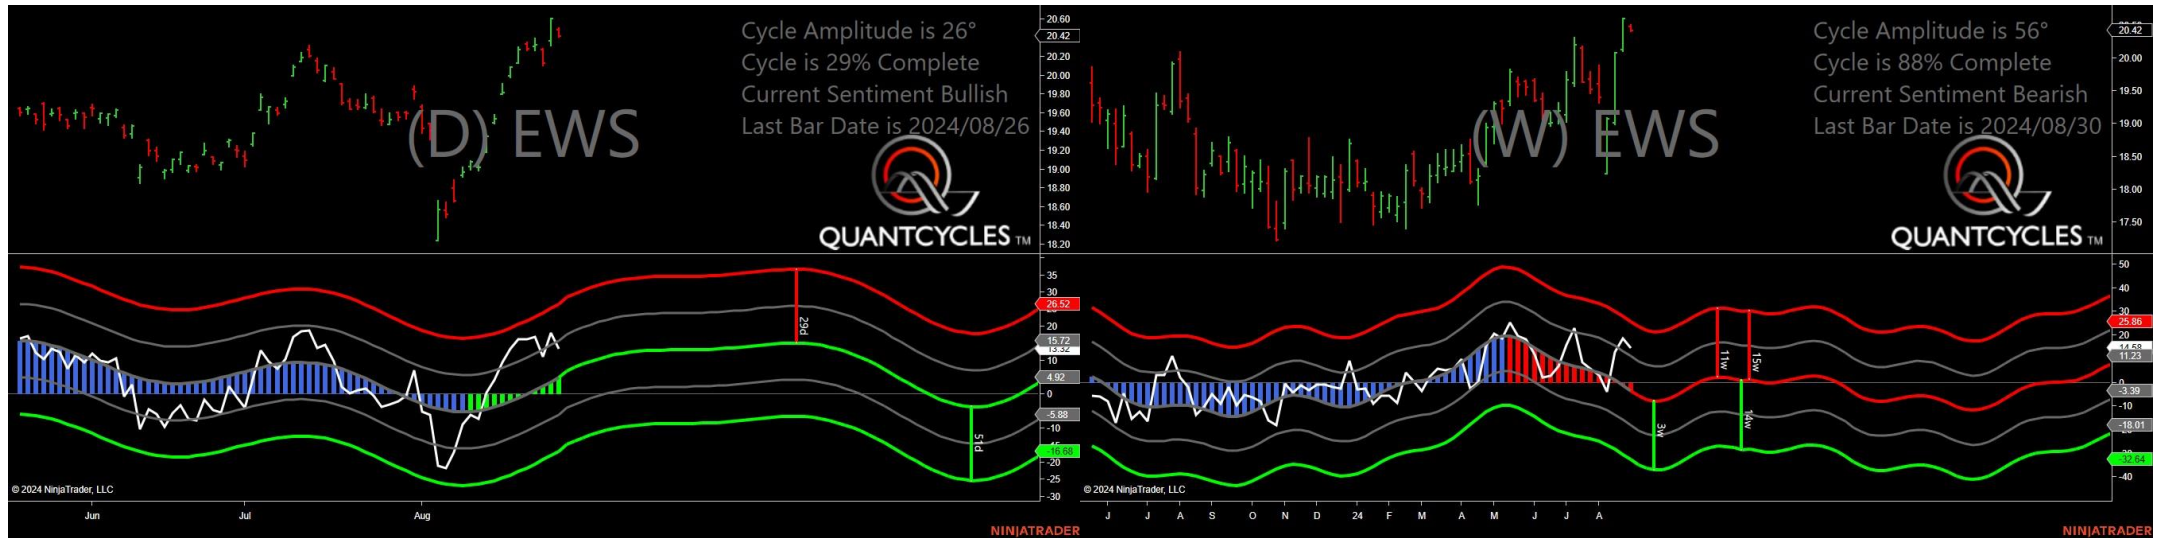 Cycle Amplitude is 26°
Cycle is 29% Complete
Current Sentiment Bullish
Last Bar Date is 2024/08/26
(D) EWS
QUANTCYCLES TM
20.60
20.42
20.20
20.00
19.80
19.60
19.40
19.20
19.00
18.80
18.60
18.40
18.20
35
30
26.52
20
15.72
10
4.92
0
-5.88
-10
-16.68
-20
-25
-30
29d
51d
© 2024 NinjaTrader, LLC
Jun
Jul
Aug
NINJATRADER
Cycle Amplitude is 56°
Cycle is 88% Complete
Current Sentiment Bearish
Last Bar Date is 2024/08/30
(W) EWS
QUANTCYCLES TM
20.42
20.00
19.50
19.00
18.50
18.00
17.50
50
40
30
25.86
20
11.23
-3.39
-10
-18.01
-32.64
-40
11w
15w
3w
14w
© 2024 NinjaTrader, LLC
J J A S O N D 24 F M A M J J A
NINJATRADER